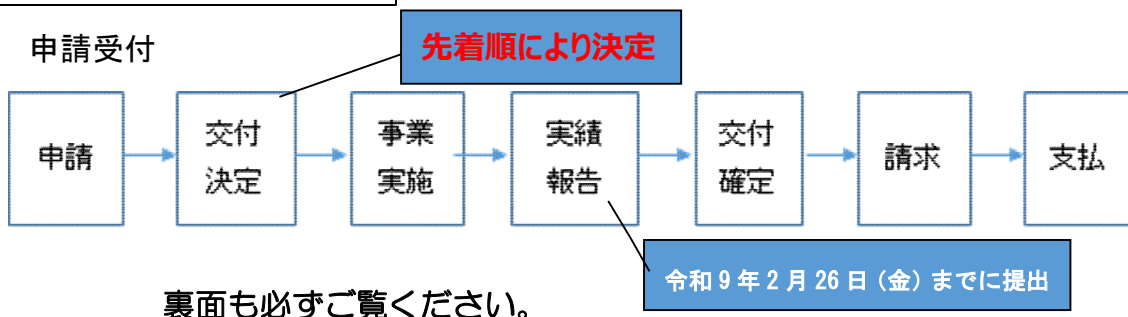 申請受付
先着順により決定
申請
交付
決定
事業
実施
実績
報告
交付
確定
請求
支払
令和9年2月26日（金）までに提出
裏面も必ずご覧ください。